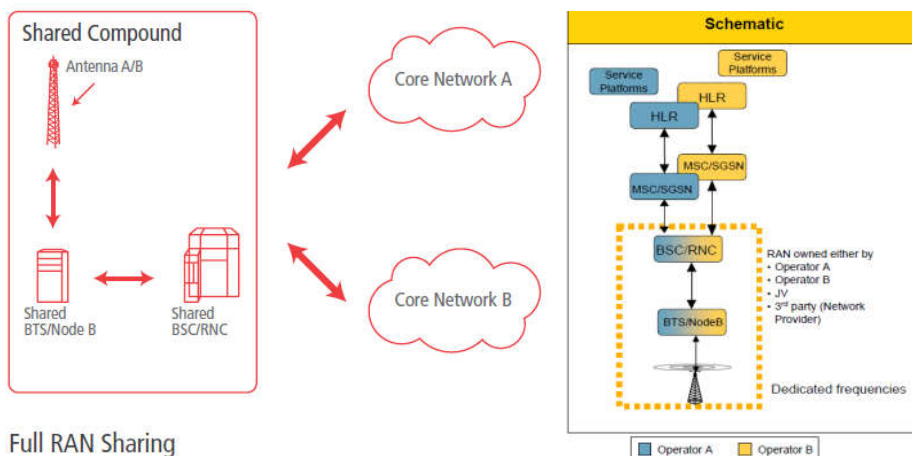 Shared Compound
Antenna A/B
Shared
BTS/Node B
Shared
BSC/RNC
Core Network A
Core Network B
Full RAN Sharing
Schematic
Service
Platforms
Service
Platforms
HLR
HLR
MSC/SGSN
MSC/SGSN
BSC/RNC
BTS/NodeB
RAN owned either by
• Operator A
• Operator B
• JV
• 3rd party (Network
Provider)
Dedicated frequencies
Operator A
Operator B